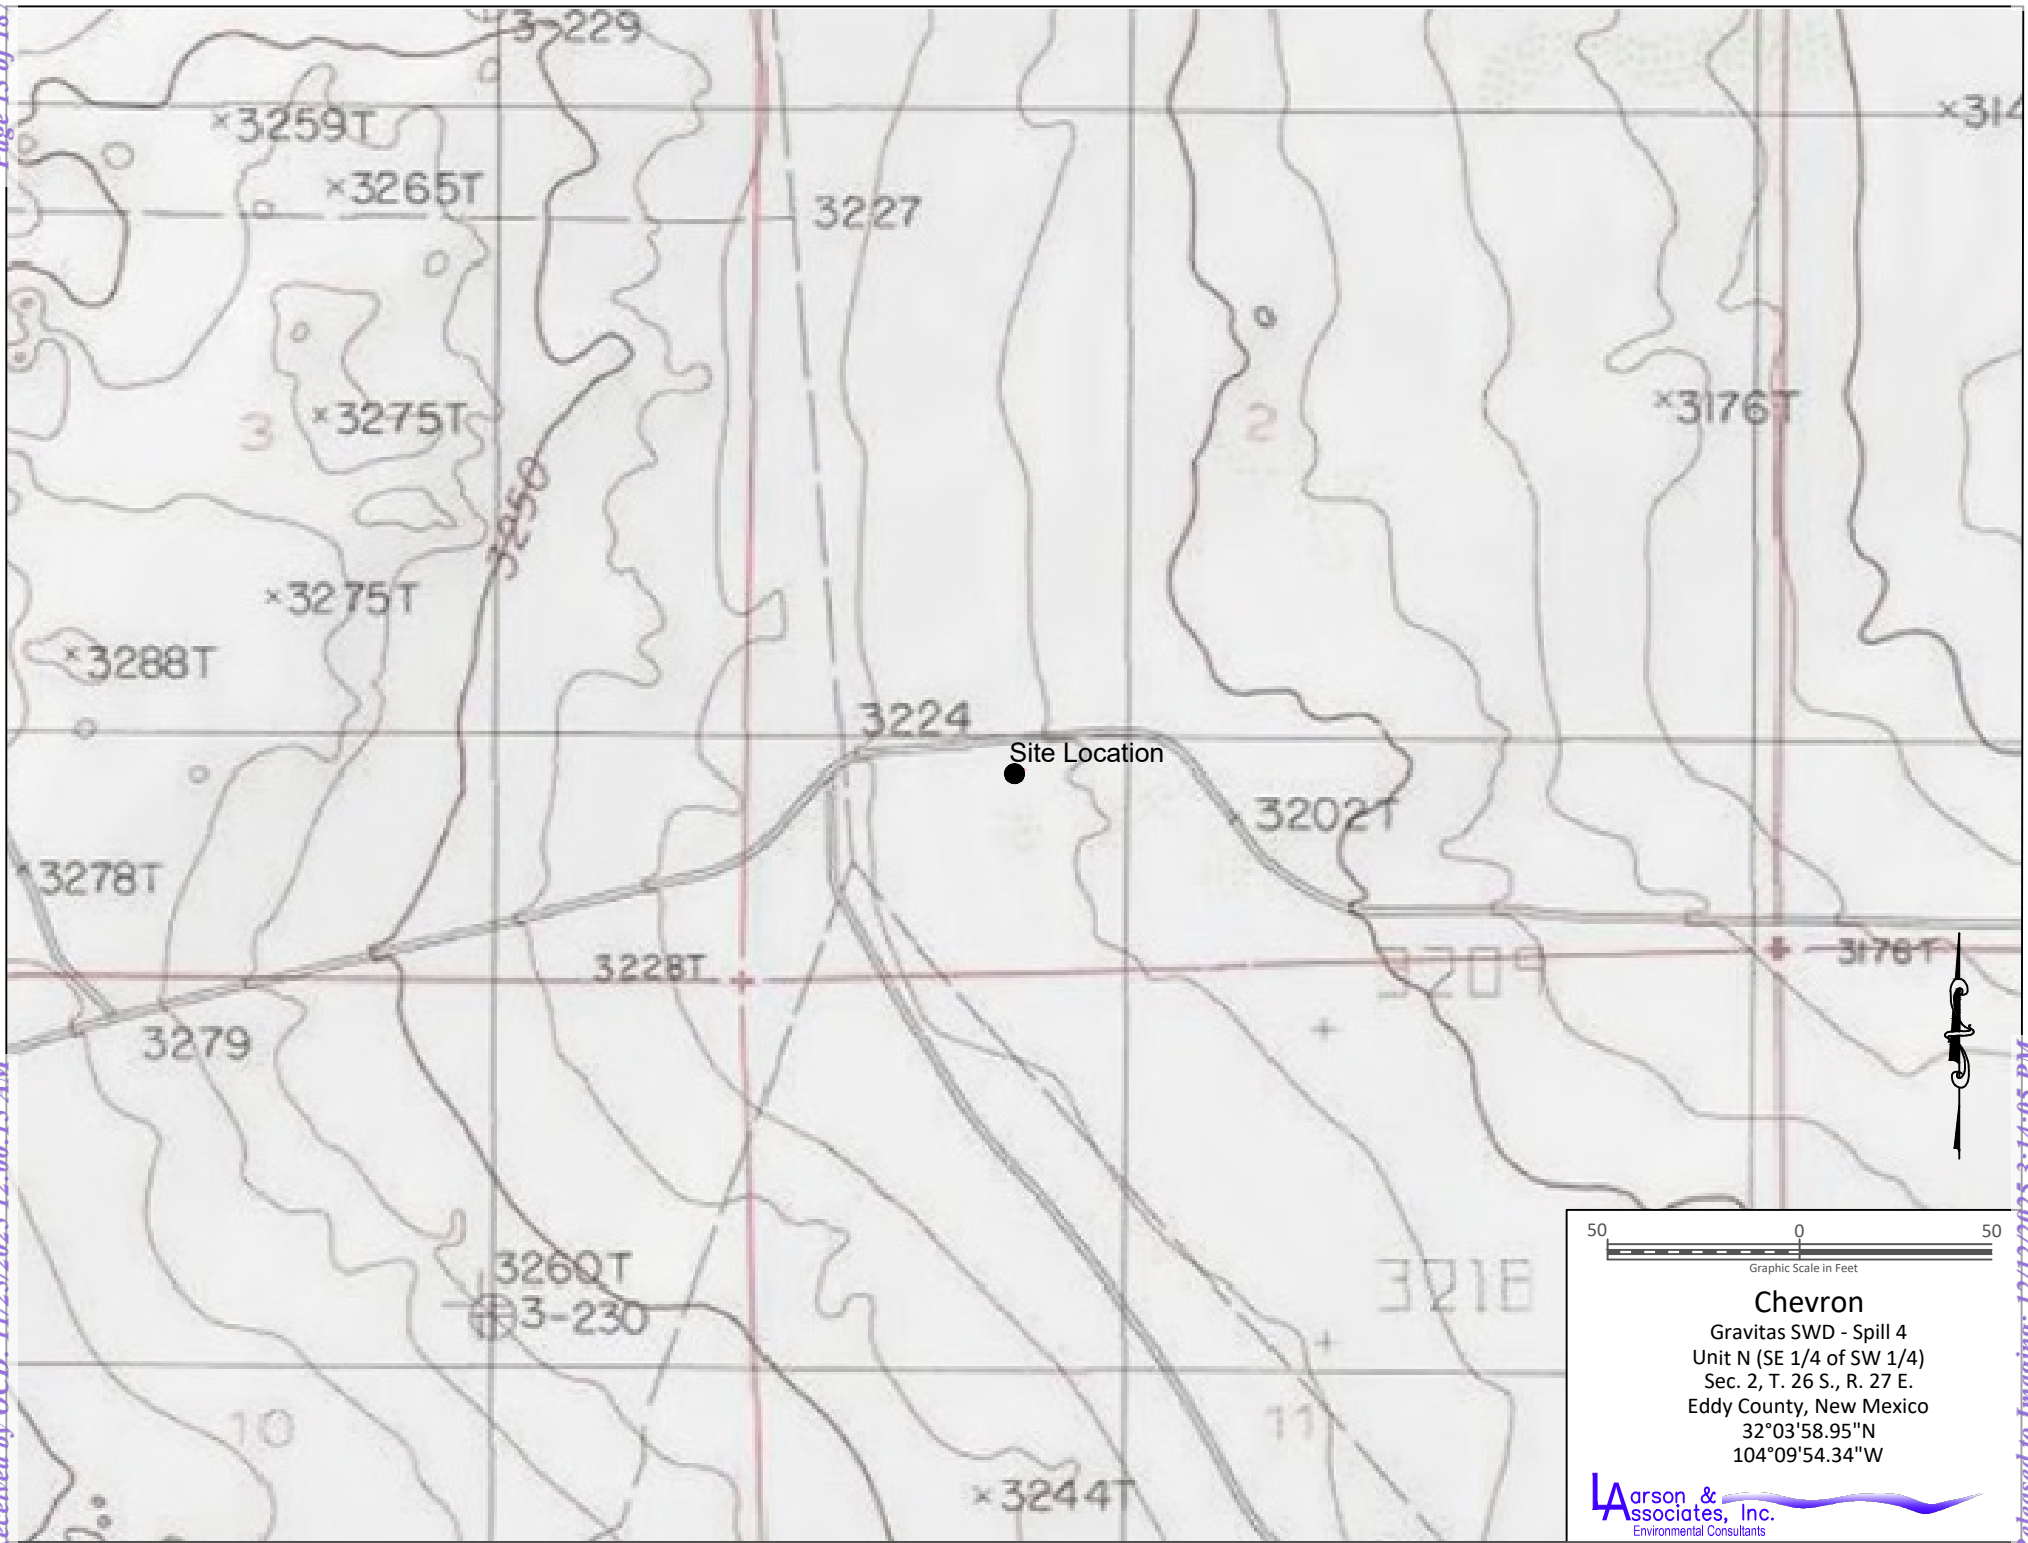 3-229
×3259T
×314
×3265T
3227
×3275T
3
2
×3176T
3250
×3275T
×3288T
3224
Site Location
3202T
3278T
3228T
3209
3176T
3279
3260T
3-230
3218
10
11
×3244T
50 0 50
Graphic Scale in Feet
Chevron
Gravitas SWD - Spill 4
Unit N (SE 1/4 of SW 1/4)
Sec. 2, T. 26 S., R. 27 E.
Eddy County, New Mexico
32°03'58.95"N
104°09'54.34"W
Larson &
Associates, Inc.
Environmental Consultants